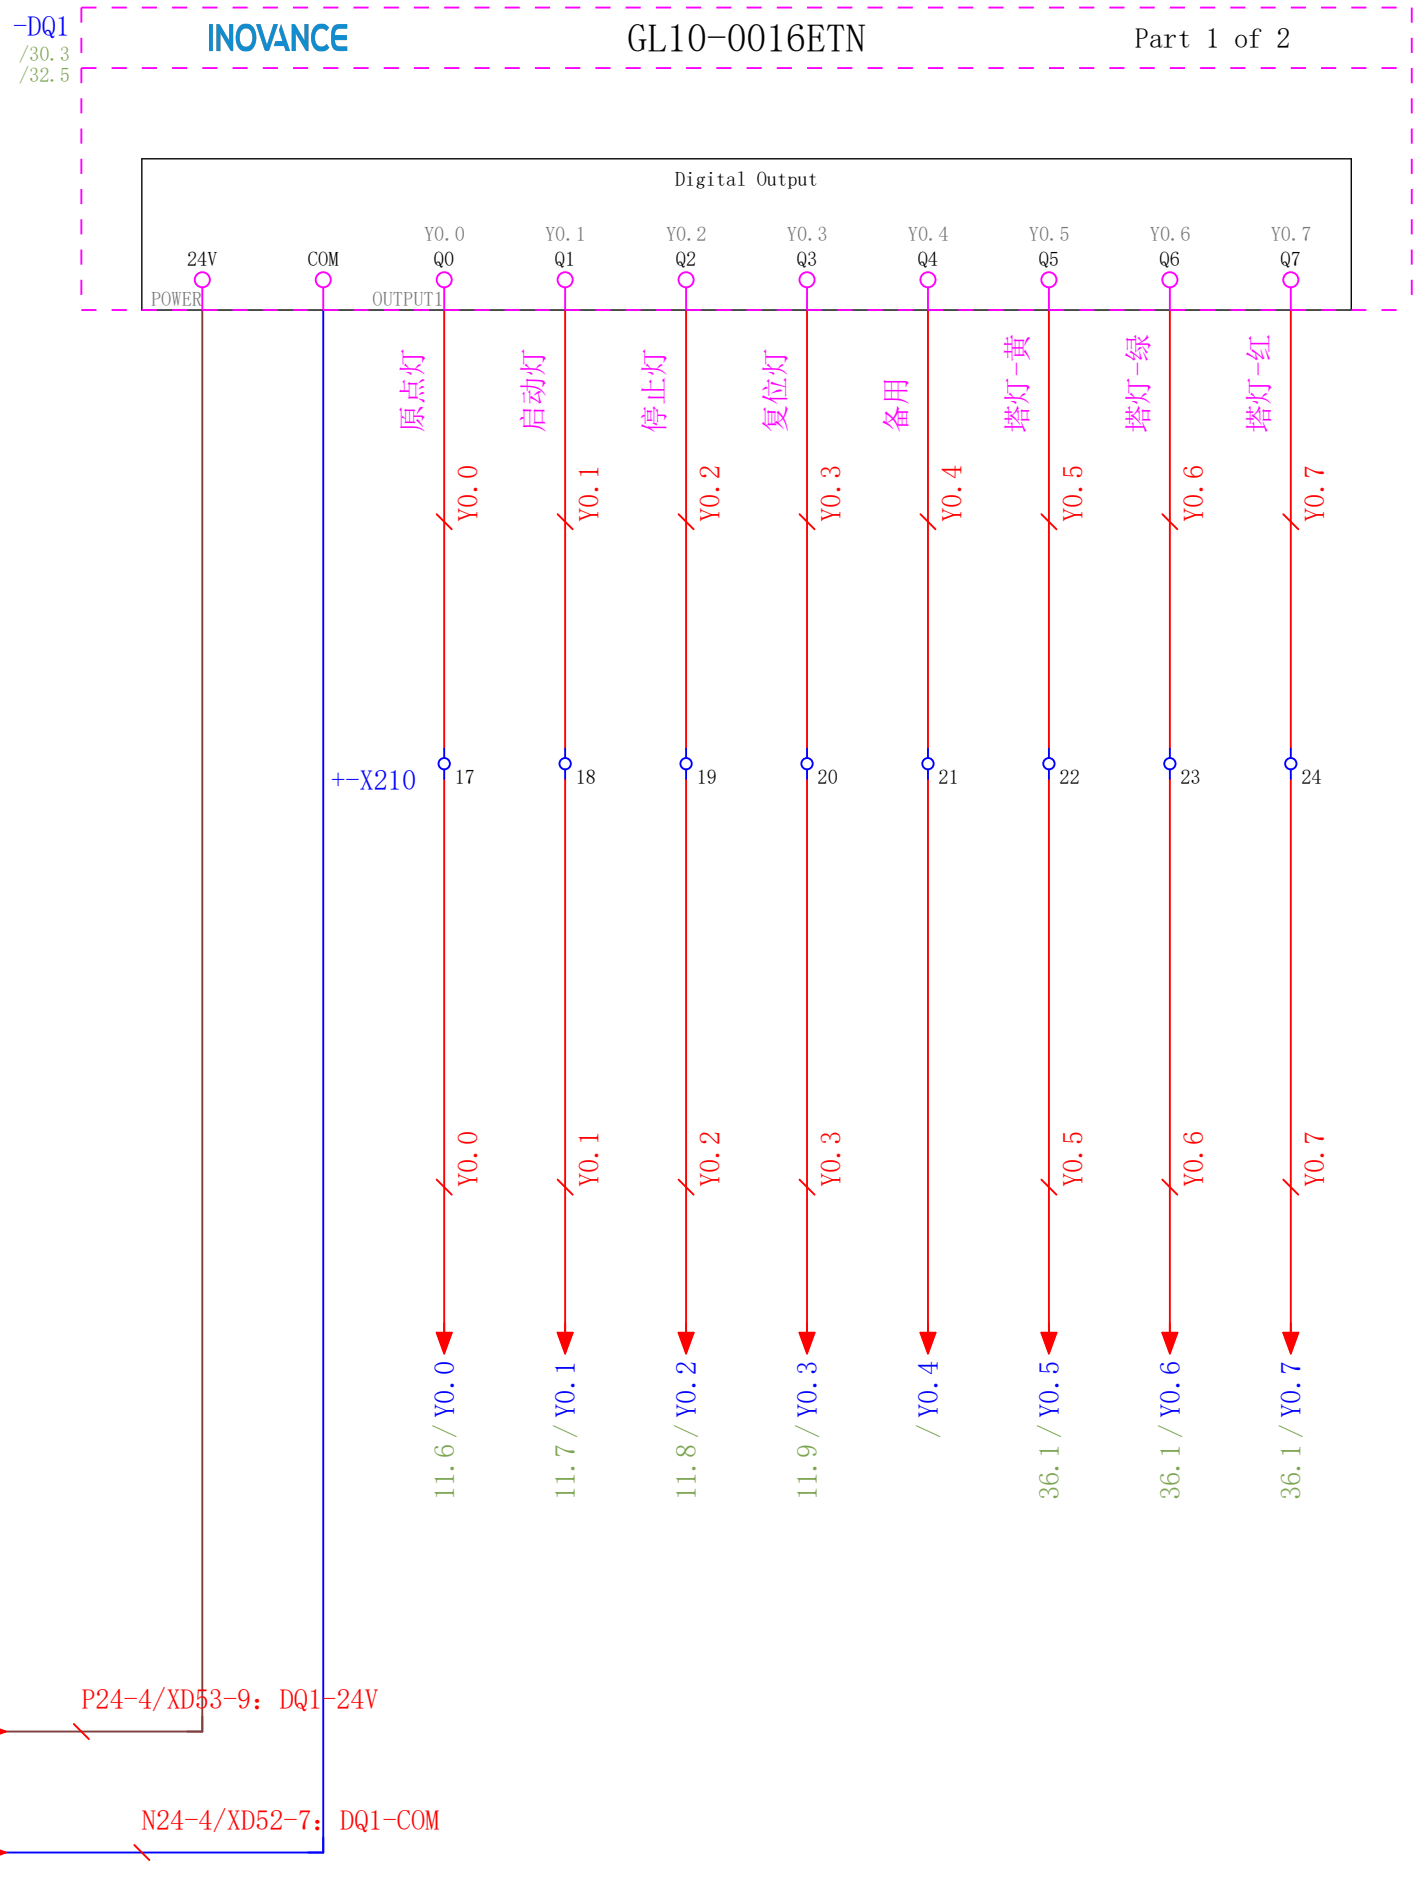 -DQ1
/30.3
/32.5
INOVANCE
GL10-0016ETN
Part 1 of 2
Digital Output
Y0.0 Y0.1 Y0.2 Y0.3 Y0.4 Y0.5 Y0.6 Y0.7
24V COM Q0 Q1 Q2 Q3 Q4 Q5 Q6 Q7
POWER OUTPUT1
原点灯 启动灯 停止灯 复位灯 备用 塔灯-黄 塔灯-绿 塔灯-红
Y0.0 Y0.1 Y0.2 Y0.3 Y0.4 Y0.5 Y0.6 Y0.7
+-X210 17 18 19 20 21 22 23 24
Y0.0 Y0.1 Y0.2 Y0.3 Y0.5 Y0.6 Y0.7
11.6/Y0.0 11.7/Y0.1 11.8/Y0.2 11.9/Y0.3 /Y0.4 36.1/Y0.5 36.1/Y0.6 36.1/Y0.7
P24-4/XD53-9: DQ1-24V
N24-4/XD52-7: DQ1-COM